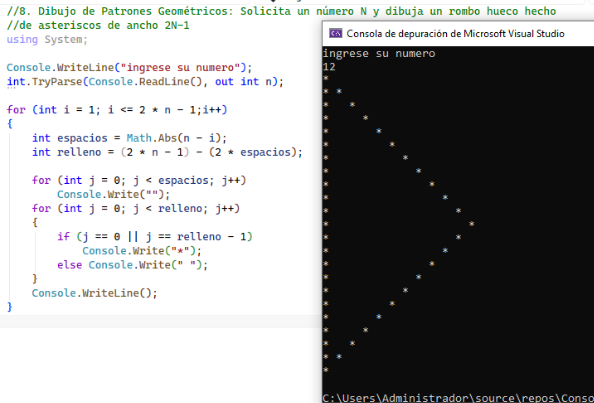 //8. Dibujo de Patrones Geométricos: Solicita un número N y dibuja un rombo hueco hecho
//de asteriscos de ancho 2N-1
using System;
Console.WriteLine("ingrese su numero");
int.TryParse(Console.ReadLine(), out int n);
for (int i = 1; i <= 2 * n - 1;i++)
{
    int espacios = Math.Abs(n - i);
    int relleno = (2 * n - 1) - (2 * espacios);
    for (int j = 0; j < espacios; j++)
        Console.Write("");
    for (int j = 0; j < relleno; j++)
    {
        if (j == 0 || j == relleno - 1)
            Console.Write("*");
        else Console.Write(" ");
    }
    Console.WriteLine();
}
Consola de depuración de Microsoft Visual Studio
ingrese su numero
12
*
* *
*   *
*     *
*       *
*         *
*           *
*             *
*               *
*                 *
*                   *
*                     *
*                   *
*                 *
*               *
*             *
*           *
*         *
*       *
*     *
*   *
* *
*
C:\Users\Administrador\source\repos\Conso